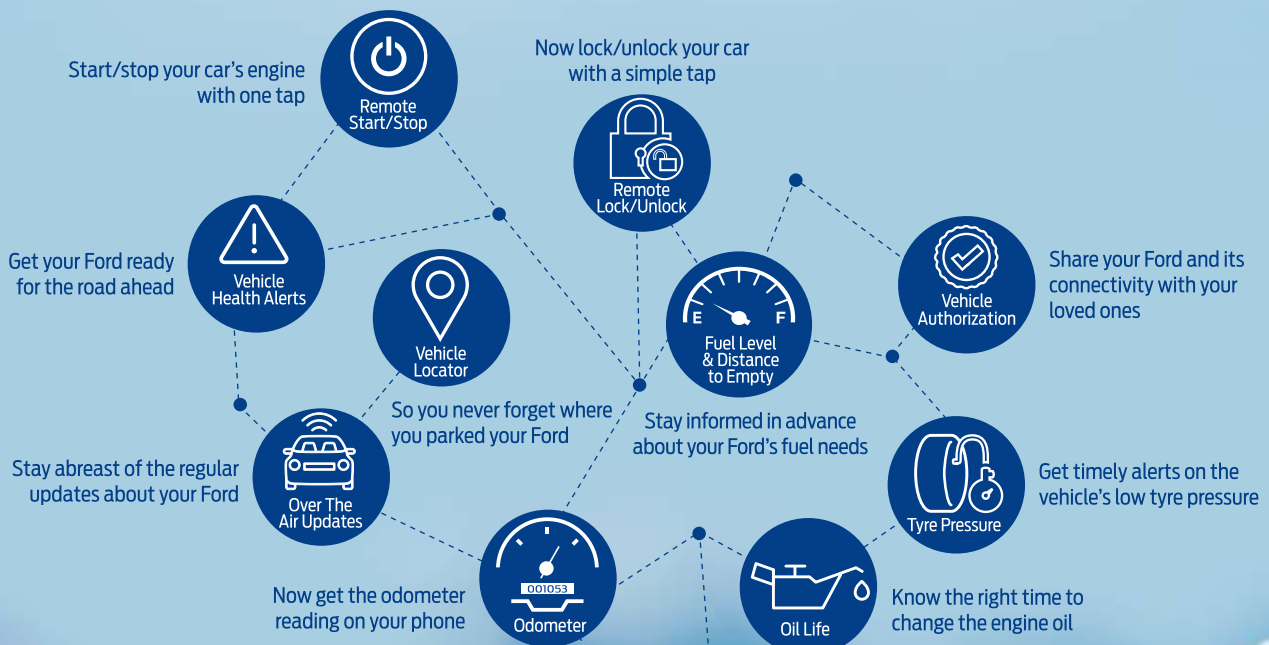 Start/stop your car's engine
with one tap
Remote
Start/Stop
Now lock/unlock your car
with a simple tap
Remote
Lock/Unlock
Get your Ford ready
for the road ahead
Vehicle
Health Alerts
Vehicle
Locator
So you never forget where
you parked your Ford
E F
Fuel Level
& Distance
to Empty
Stay informed in advance
about your Ford's fuel needs
Vehicle
Authorization
Share your Ford and its
connectivity with your
loved ones
Stay abreast of the regular
updates about your Ford
Over The
Air Updates
Tyre Pressure
Get timely alerts on the
vehicle's low tyre pressure
Now get the odometer
reading on your phone
001053
Odometer
Oil Life
Know the right time to
change the engine oil